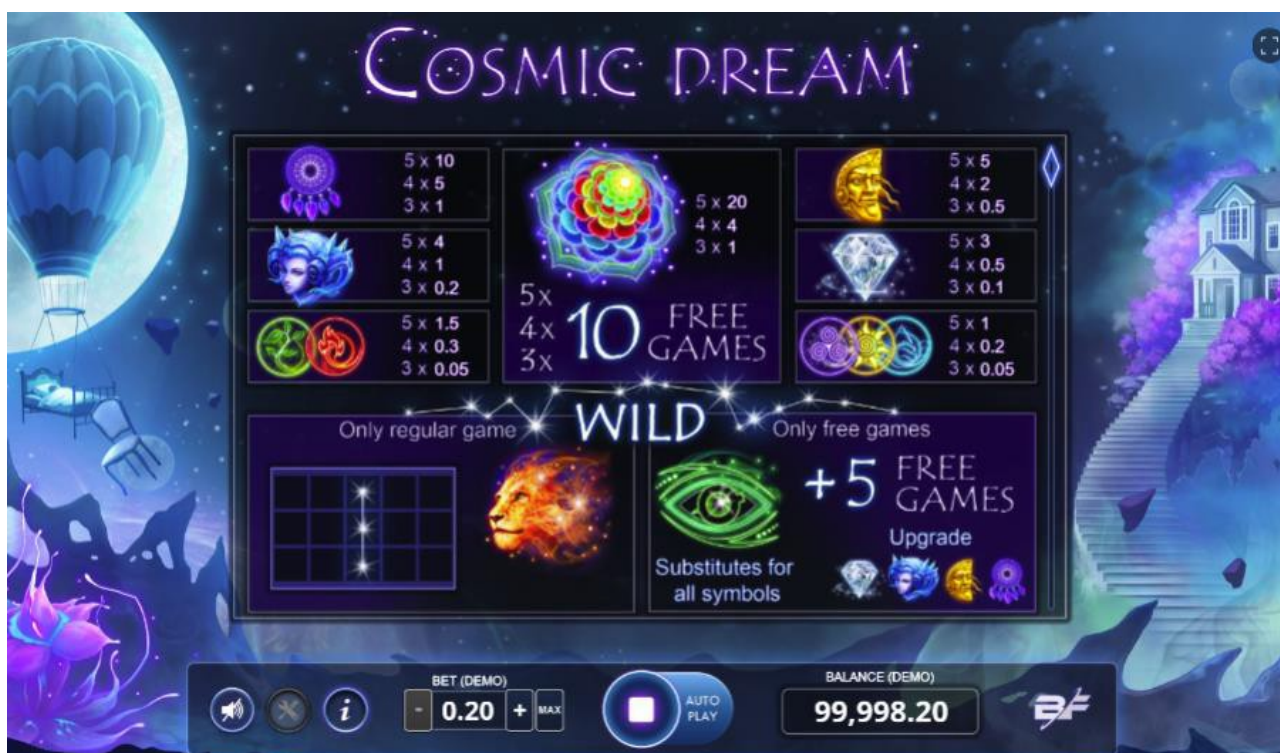 COSMIC DREAM
5 x 10
4 x 5
3 x 1
5 x 20
4 x 4
3 x 1
5 x 5
4 x 2
3 x 0.5
5 x 4
4 x 1
3 x 0.2
5 x 3
4 x 0.5
3 x 0.1
5x
4x
3x
10
FREE
GAMES
5 x 1.5
4 x 0.3
3 x 0.05
5 x 1
4 x 0.2
3 x 0.05
WILD
Only regular game
Only free games
+5
FREE
GAMES
Upgrade
Substitutes for
all symbols
BET (DEMO)
- 0.20 + MAX
AUTO
PLAY
BALANCE (DEMO)
99,998.20
i
BF